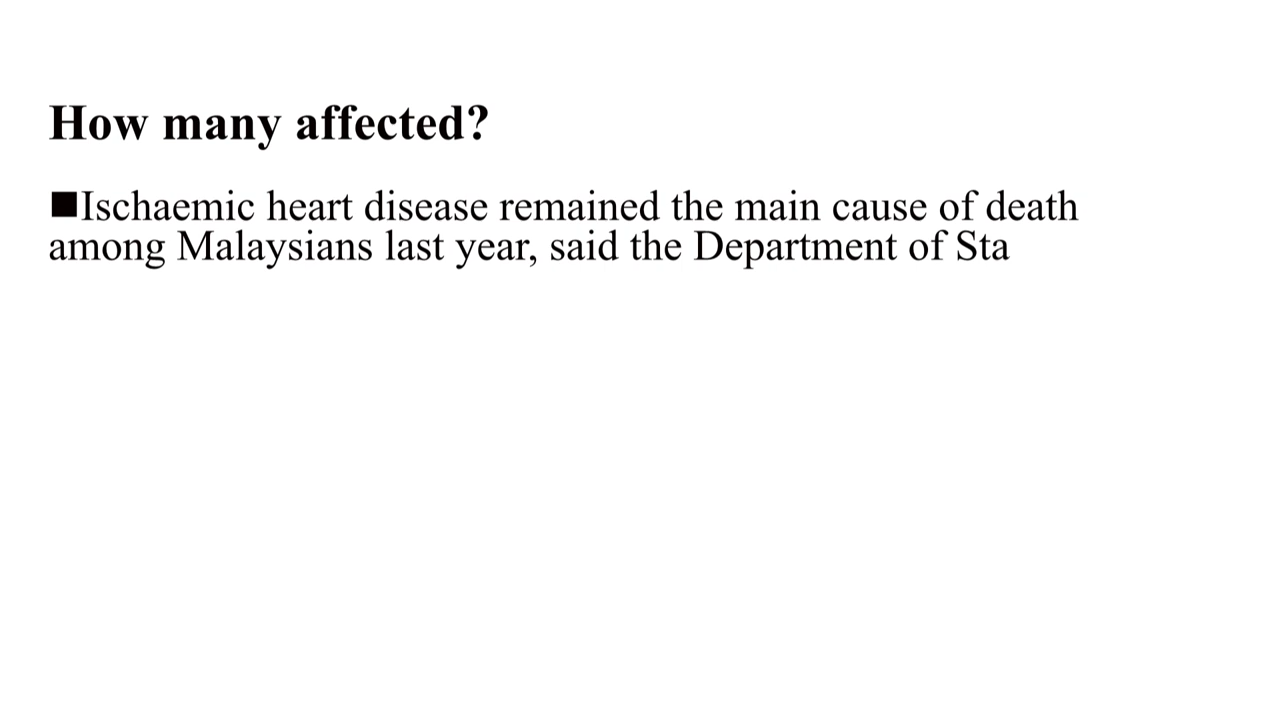 How many affected?
■Ischaemic heart disease remained the main cause of death
among Malaysians last year, said the Department of Sta